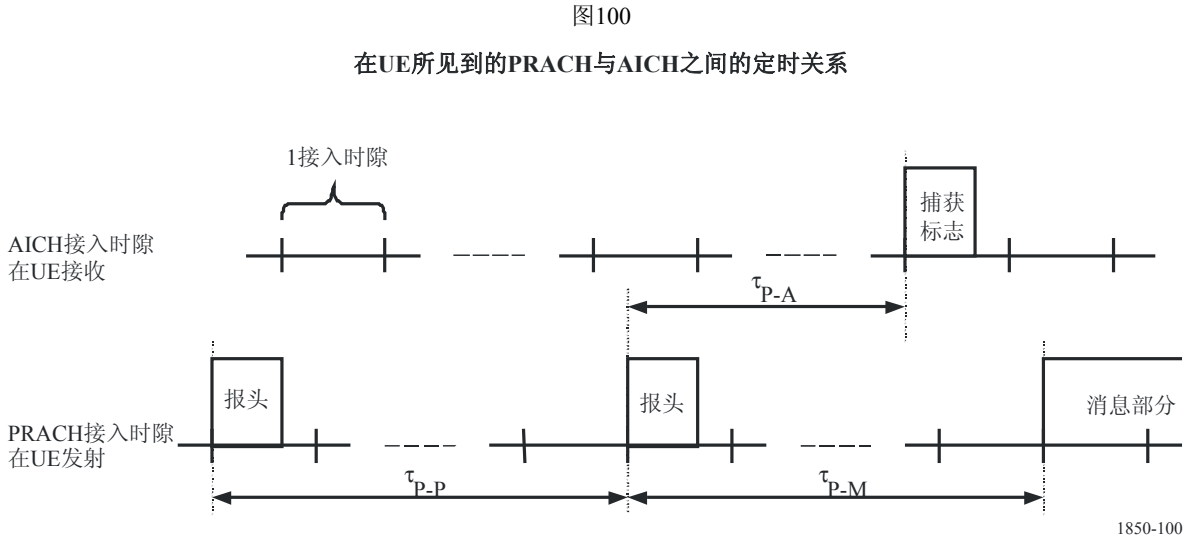 图100
在UE所见到的PRACH与AICH之间的定时关系
1接入时隙
捕获
标志
AICH接入时隙
在UE接收
τP-A
报头
报头
消息部分
PRACH接入时隙
在UE发射
τP-P
τP-M
1850-100